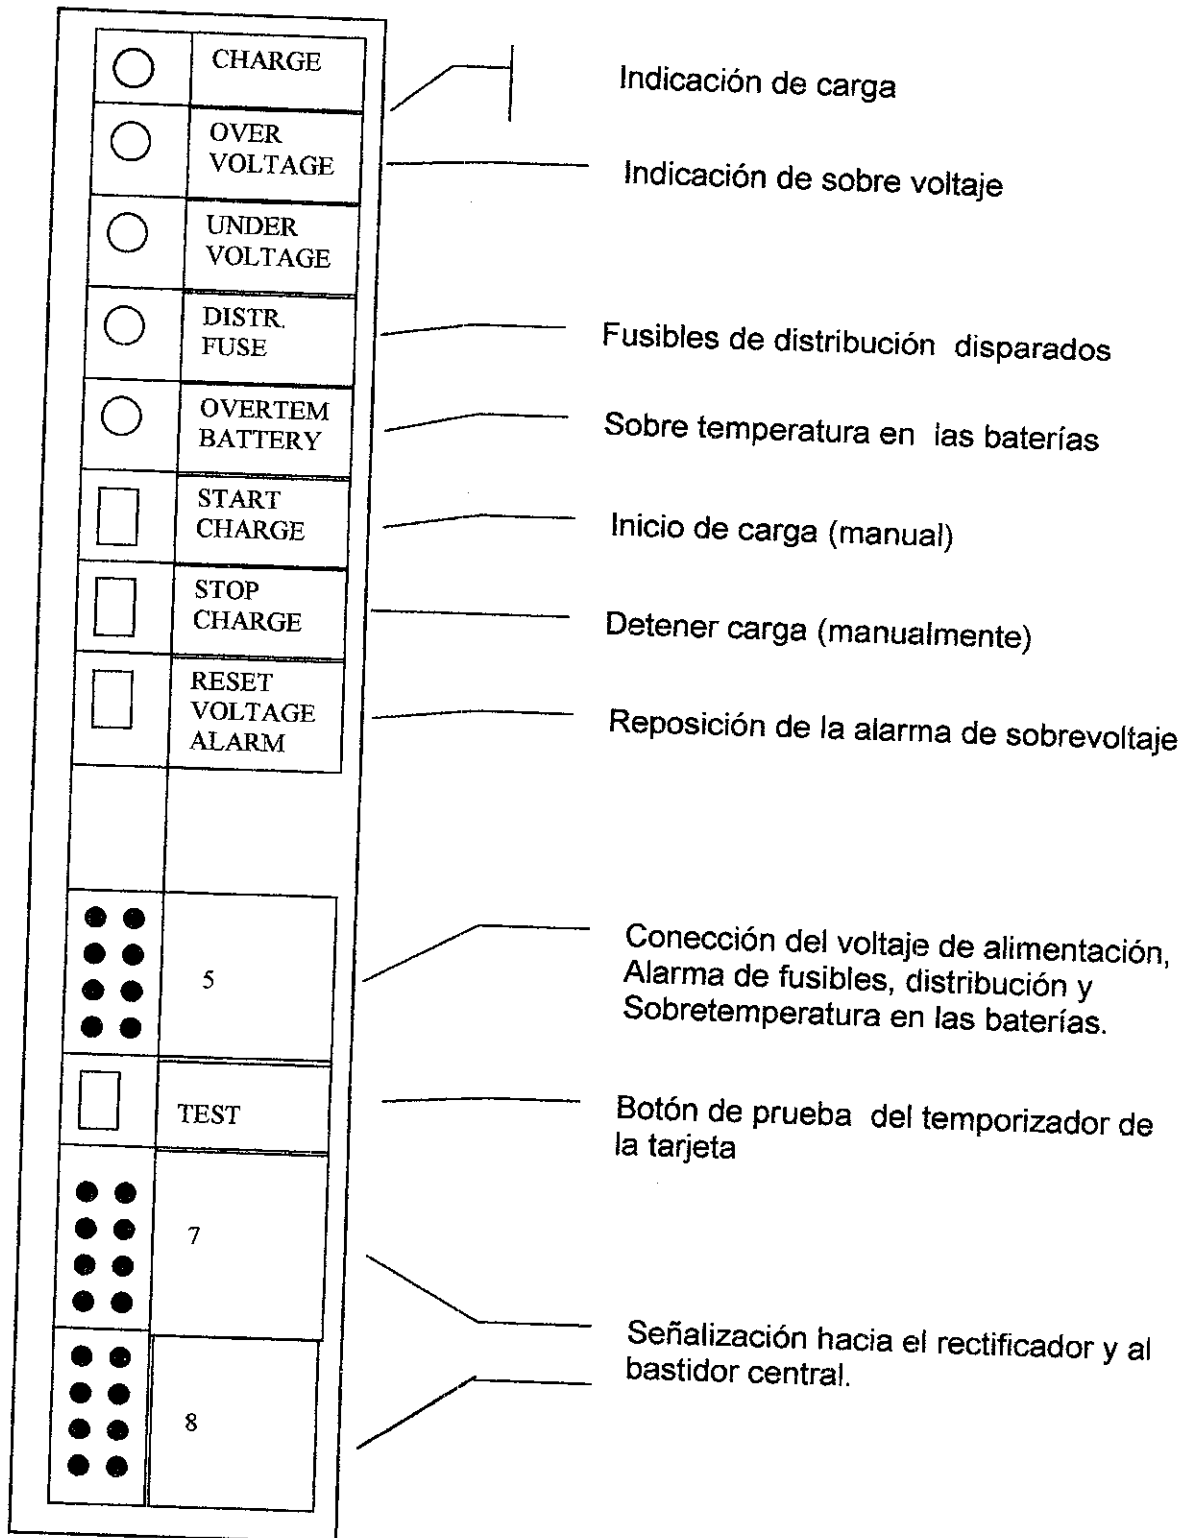 CHARGE
Indicación de carga
OVER
VOLTAGE
Indicación de sobre voltaje
UNDER
VOLTAGE
DISTR.
FUSE
Fusibles de distribución disparados
OVERTEM
BATTERY
Sobre temperatura en las baterías
START
CHARGE
Inicio de carga (manual)
STOP
CHARGE
Detener carga (manualmente)
RESET
VOLTAGE
ALARM
Reposición de la alarma de sobrevoltaje
5
Conección del voltaje de alimentación,
Alarma de fusibles, distribución y
Sobretemperatura en las baterías.
TEST
Botón de prueba del temporizador de
la tarjeta
7
Señalización hacia el rectificador y al
bastidor central.
8